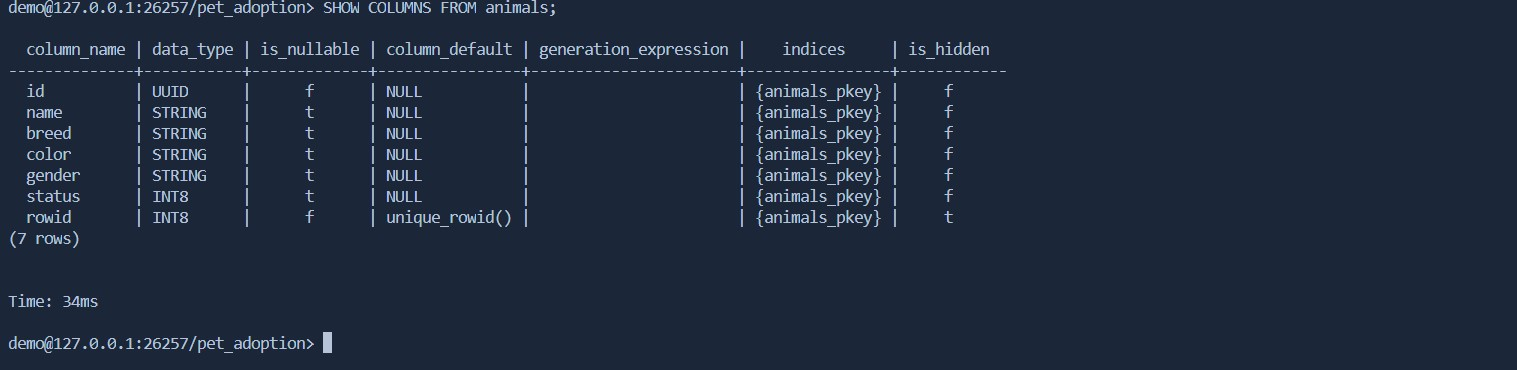 demo@127.0.0.1:26257/pet_adoption> SHOW COLUMNS FROM animals;
  column_name | data_type | is_nullable | column_default | generation_expression |    indices     | is_hidden
--------------+-----------+-------------+----------------+-----------------------+----------------+------------
  id          | UUID      |      f      | NULL           |                       | {animals_pkey} |     f
  name        | STRING    |      t      | NULL           |                       | {animals_pkey} |     f
  breed       | STRING    |      t      | NULL           |                       | {animals_pkey} |     f
  color       | STRING    |      t      | NULL           |                       | {animals_pkey} |     f
  gender      | STRING    |      t      | NULL           |                       | {animals_pkey} |     f
  status      | INT8      |      t      | NULL           |                       | {animals_pkey} |     f
  rowid       | INT8      |      f      | unique_rowid() |                       | {animals_pkey} |     t
(7 rows)
Time: 34ms
demo@127.0.0.1:26257/pet_adoption>